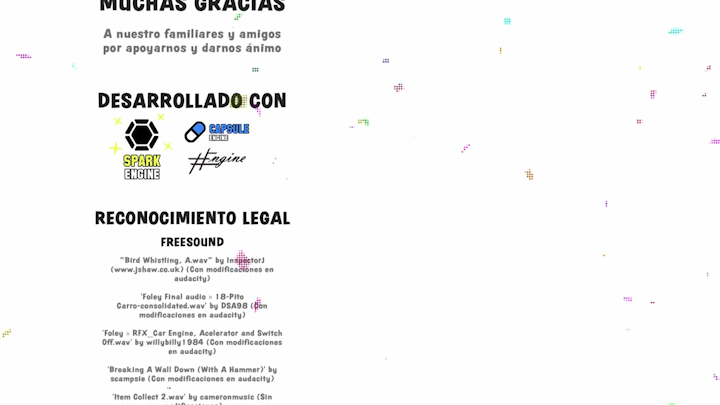 MUCHAS GRACIAS
A nuestro familiares y amigos
por apoyarnos y darnos ánimo
DESARROLLADO CON
SPARK
ENGINE
CAPSULE
ENGINE
#Engine
RECONOCIMIENTO LEGAL
FREESOUND
"Bird Whistling, A.wav" by InspectorJ
(www.jshaw.co.uk) (Con modificaciones en
audacity)
'Foley Final audio - 18-Pito
Carro-consolidated.wav' by DSA98 (Con
modificaciones en audacity)
'Foley - RFX_Car Engine, Acelerator and Switch
Off.wav' by willybilly1984 (Con modificaciones
en audacity)
'Breaking A Wall Down (With A Hammer)' by
scampsie (Con modificaciones en audacity)
'Item Collect 2.wav' by cameronmusic (Sin